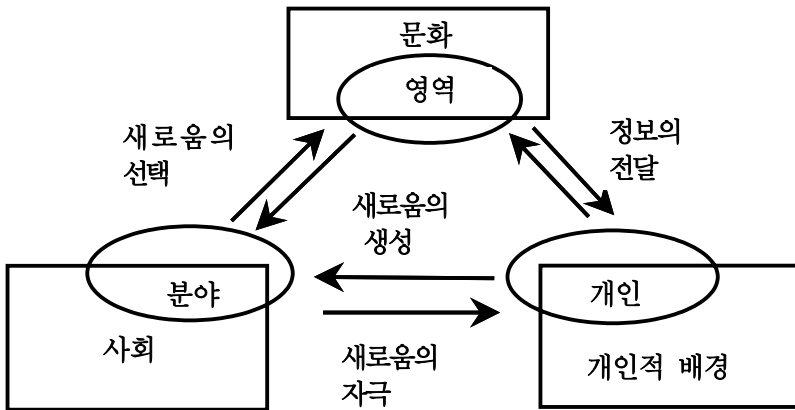 문화
영역
새로움의
선택
정보의
전달
새로움의
생성
분야
개인
사회
개인적 배경
새로움의
자극